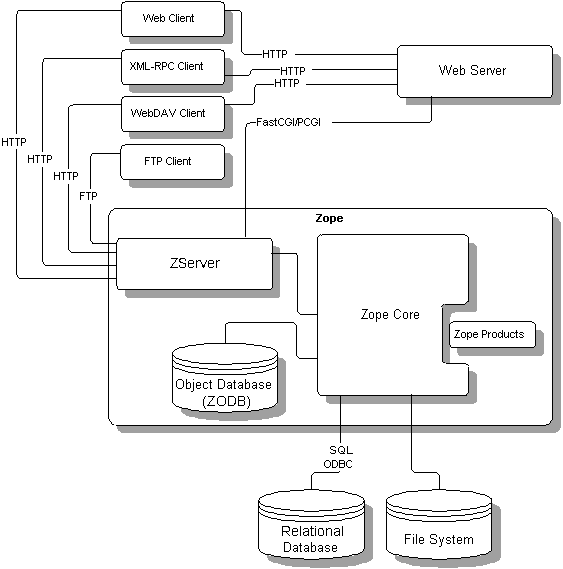 Web Client
HTTP
XML-RPC Client
HTTP
Web Server
HTTP
WebDAV Client
FastCGI/PCGI
HTTP
HTTP
FTP Client
HTTP
FTP
Zope
ZServer
Zope Core
Zope Products
Object Database
(ZODB)
SQL
ODBC
Relational
Database
File System